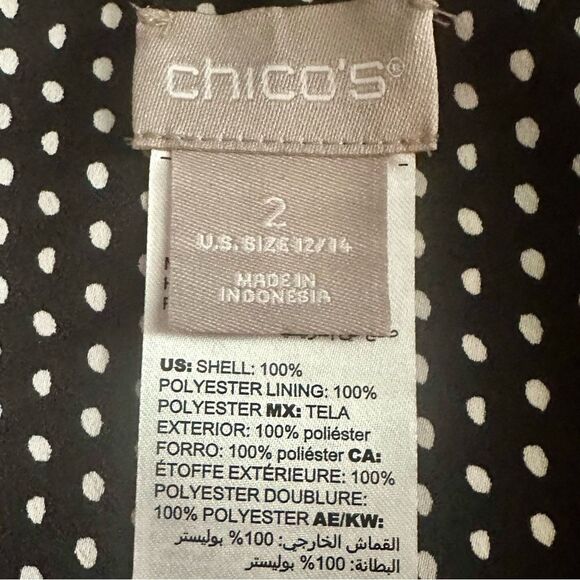 chico's®
2
U.S. SIZE 12/14
MADE IN
INDONESIA
US: SHELL: 100%
POLYESTER LINING: 100%
POLYESTER MX: TELA
EXTERIOR: 100% poliéster
FORRO: 100% poliéster CA:
ÉTOFFE EXTÉRIEURE: 100%
POLYESTER DOUBLURE:
100% POLYESTER AE/KW:
القماش الخارجي: 100% بوليستر
البطانة: 100% بوليستر